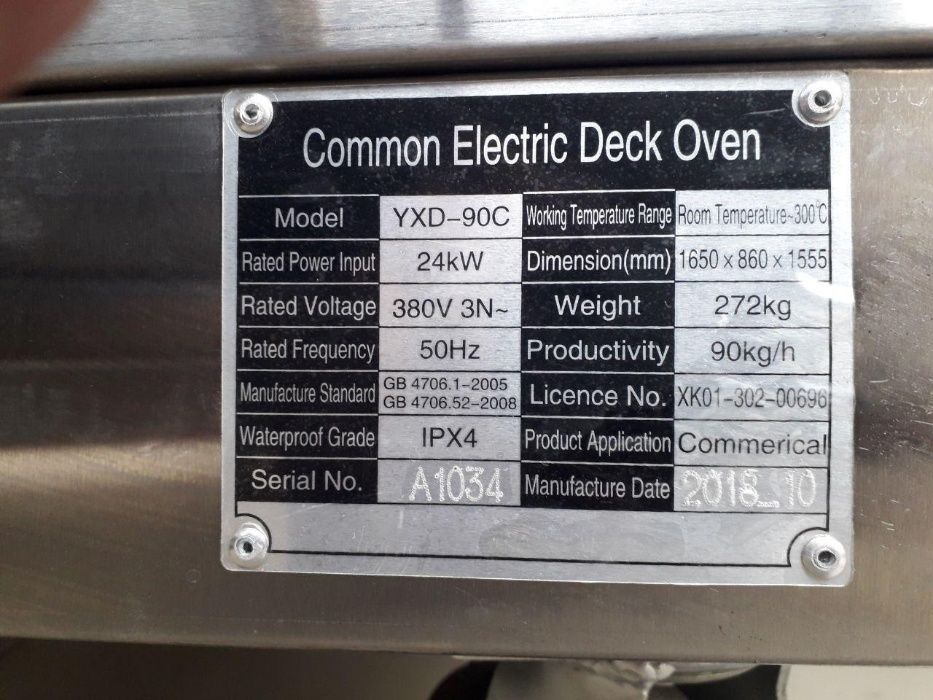 Common Electric Deck Oven
Model YXD-90C Working Temperature Range Room Temperature~300℃
Rated Power Input 24kW Dimension(mm) 1650 x 860 x 1555
Rated Voltage 380V 3N~ Weight 272kg
Rated Frequency 50Hz Productivity 90kg/h
Manufacture Standard GB 4706.1-2005
GB 4706.52-2008 Licence No. XK01-302-00696
Waterproof Grade IPX4 Product Application Commerical
Serial No. A1034 Manufacture Date 2018_10